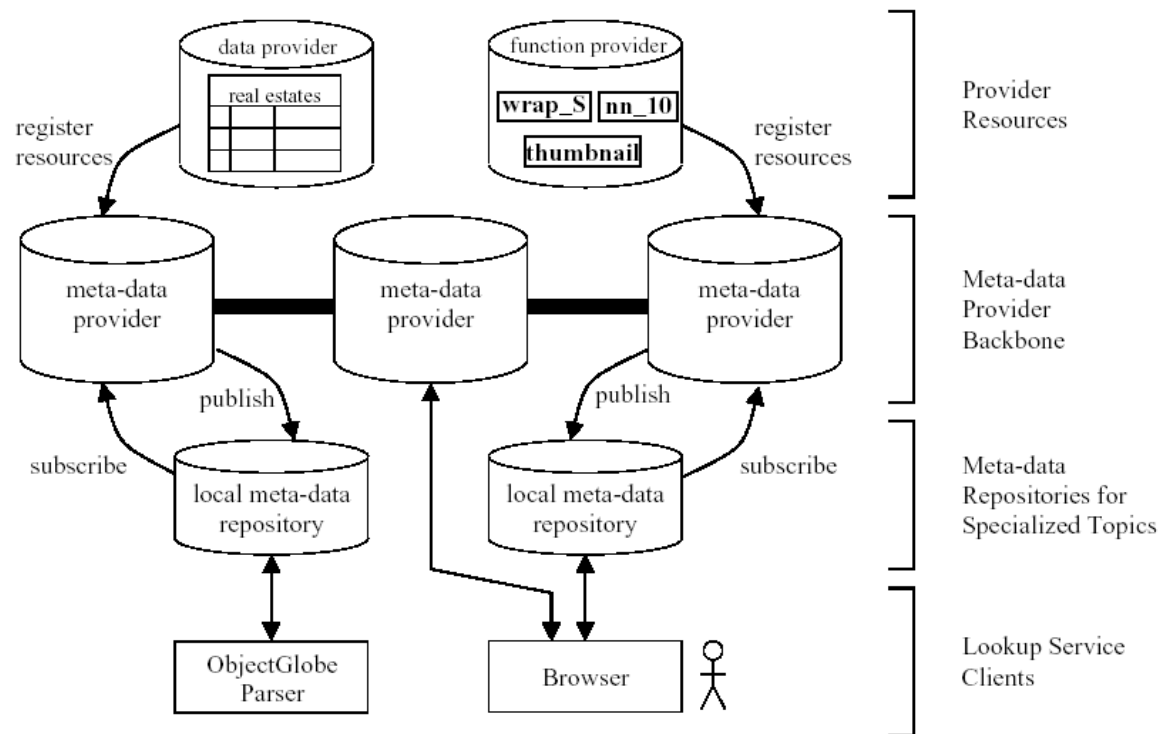 data provider
real estates
function provider
wrap_S
nn_10
thumbnail
register
resources
register
resources
Provider
Resources
meta-data
provider
meta-data
provider
meta-data
provider
Meta-data
Provider
Backbone
publish
publish
subscribe
subscribe
local meta-data
repository
local meta-data
repository
Meta-data
Repositories for
Specialized Topics
ObjectGlobe
Parser
Browser
Lookup Service
Clients